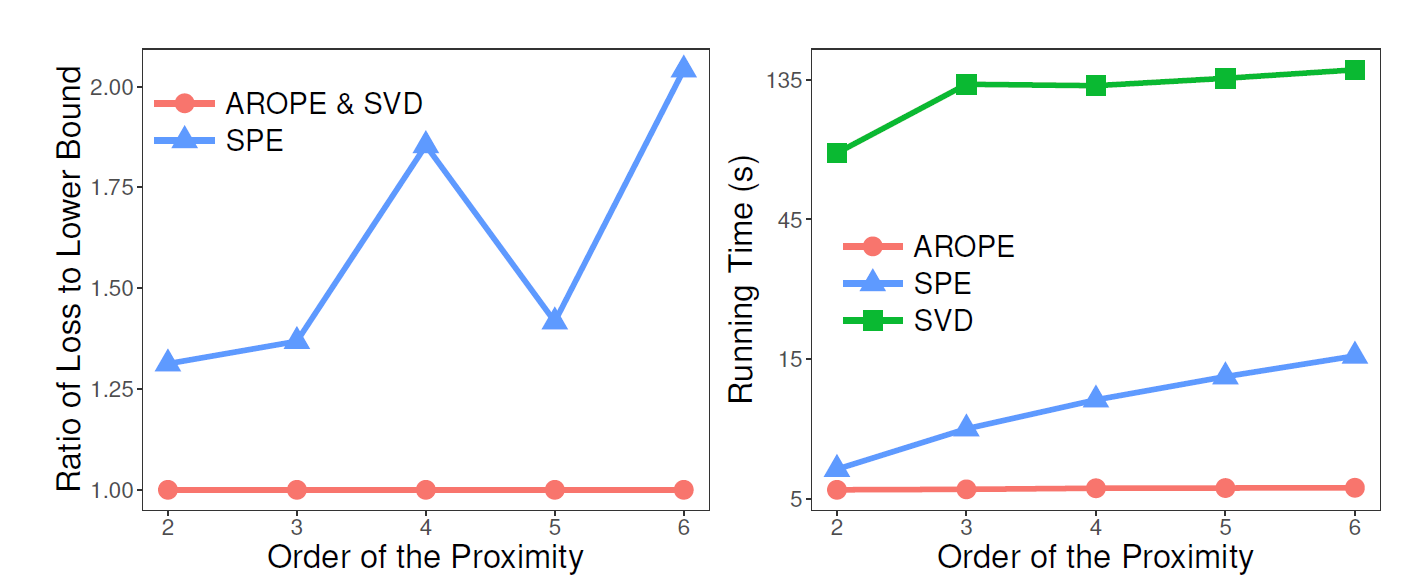 Ratio of Loss to Lower Bound
2.00
1.75
1.50
1.25
1.00
AROPE & SVD
SPE
2 3 4 5 6
Order of the Proximity
Running Time (s)
135
45
15
5
AROPE
SPE
SVD
2 3 4 5 6
Order of the Proximity